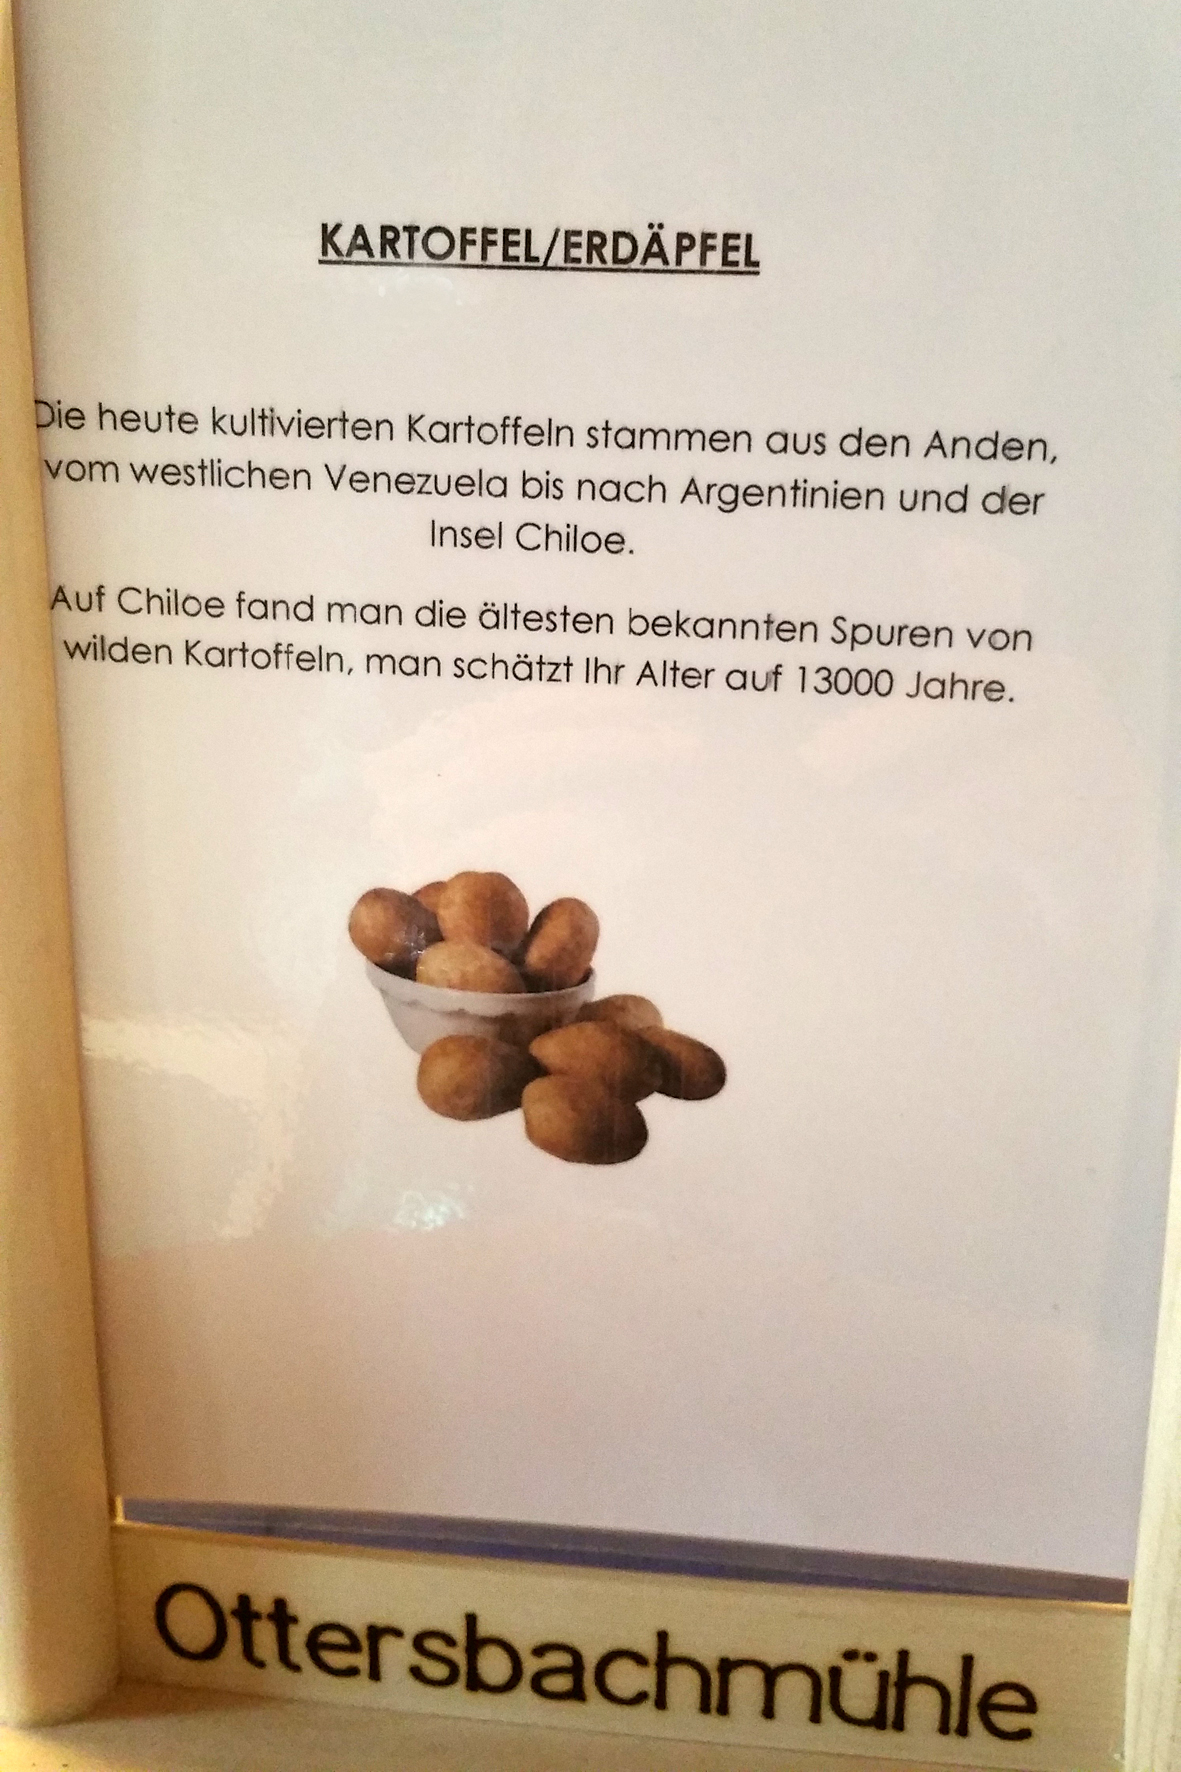 KARTOFFEL/ERDÄPFEL
Die heute kultivierten Kartoffeln stammen aus den Anden,
vom westlichen Venezuela bis nach Argentinien und der
Insel Chiloe.
Auf Chiloe fand man die ältesten bekannten Spuren von
wilden Kartoffeln, man schätzt Ihr Alter auf 13000 Jahre.
Ottersbachmühle